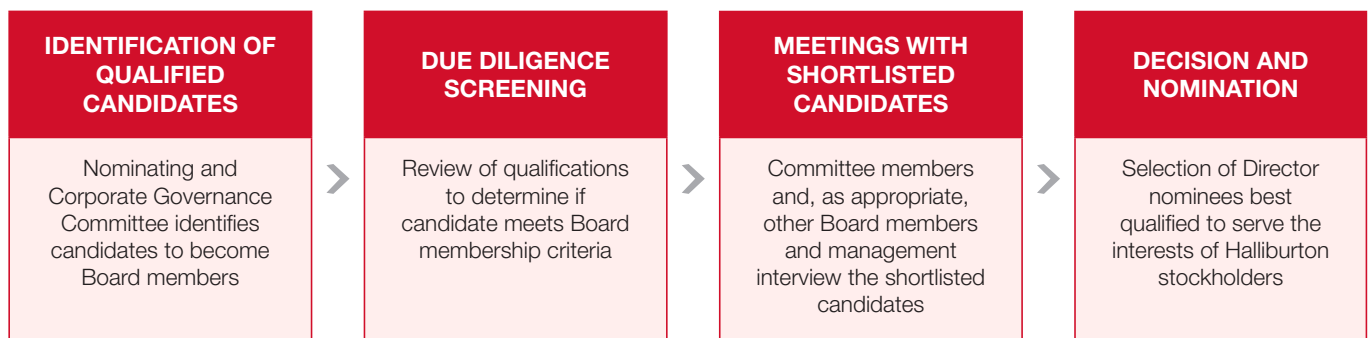 IDENTIFICATION OF
QUALIFIED
CANDIDATES
Nominating and
Corporate Governance
Committee identifies
candidates to become
Board members
DUE DILIGENCE
SCREENING
Review of qualifications
to determine if
candidate meets Board
membership criteria
MEETINGS WITH
SHORTLISTED
CANDIDATES
Committee members
and, as appropriate,
other Board members
and management
interview the shortlisted
candidates
DECISION AND
NOMINATION
Selection of Director
nominees best
qualified to serve the
interests of Halliburton
stockholders